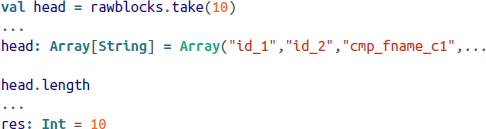 val head = rawblocks.take(10)
...
head: Array[String] = Array("id_1","id_2","cmp_fname_c1",...
head.length
...
res: Int = 10